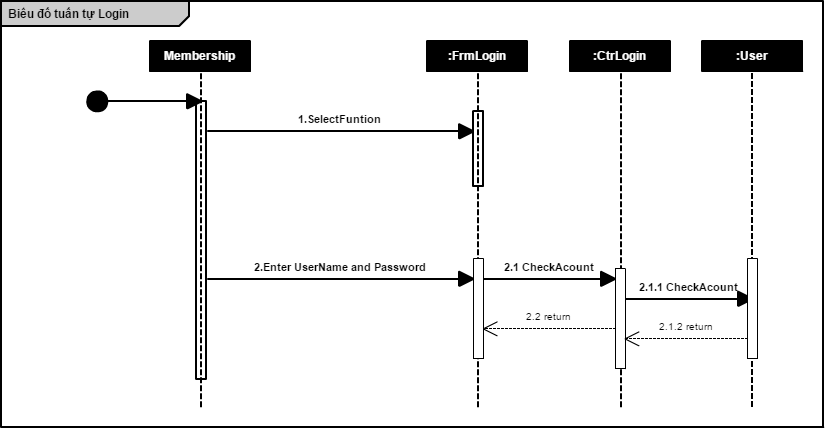 Biểu đồ tuấn tự Login
Membership
:FrmLogin
:CtrLogin
:User
1.SelectFuntion
2.Enter UserName and Password
2.1 CheckAcount
2.1.1 CheckAcount
2.2 return
2.1.2 return